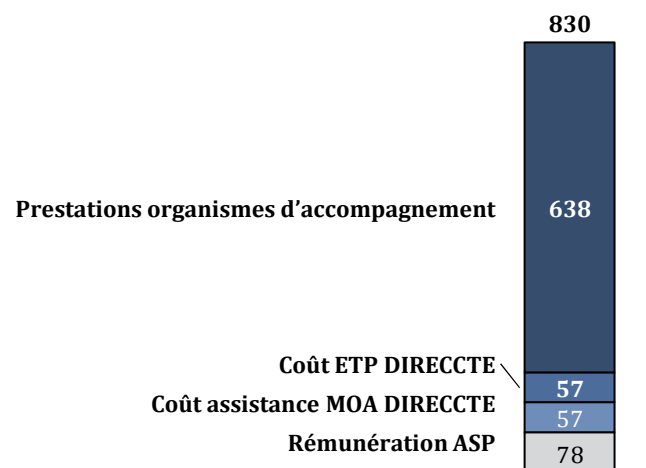 830
Prestations organismes d’accompagnement 638
Coût ETP DIRECCTE 57
Coût assistance MOA DIRECCTE 57
Rémunération ASP 78